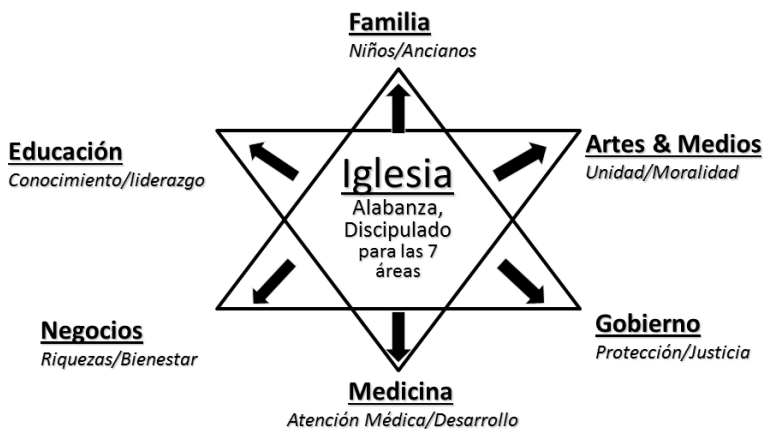 Familia
Niños/Ancianos
Educación
Conocimiento/liderazgo
Artes & Medios
Unidad/Moralidad
Iglesia
Alabanza,
Discipulado
para las 7
áreas
Negocios
Riquezas/Bienestar
Gobierno
Protección/Justicia
Medicina
Atención Médica/Desarrollo